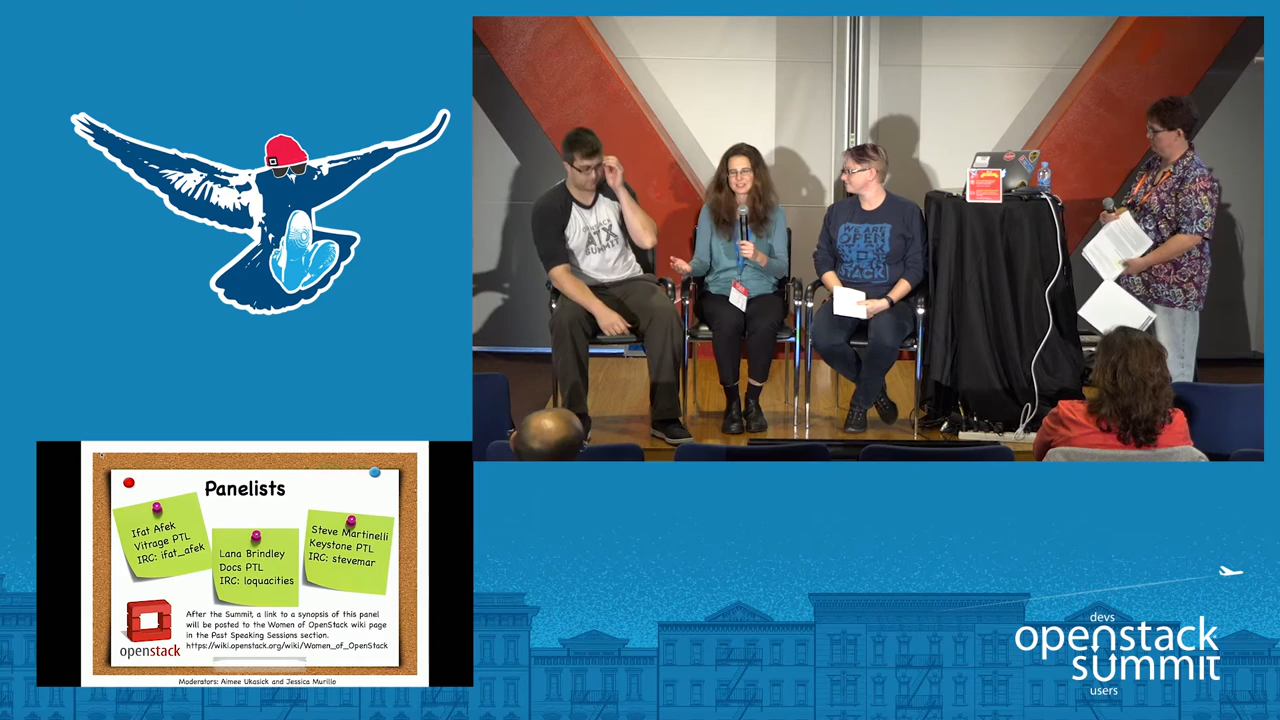 OPENSTACK
ATX
SUMMIT
WE ARE
OPEN
STACK
STACK
Panelists
Ifat Afek
Vitrage PTL
IRC: ifat_afek
Lana Brindley
Docs PTL
IRC: loquacities
Steve Martinelli
Keystone PTL
IRC: stevemar
After the Summit, a link to a synopsis of this panel
will be posted to the Women of OpenStack wiki page
in the Past Speaking Sessions section.
https://wiki.openstack.org/wiki/Women_of_OpenStack
openstack
Moderators: Aimee Ukasick and Jessica Murillo
devs
openstack
summit
users